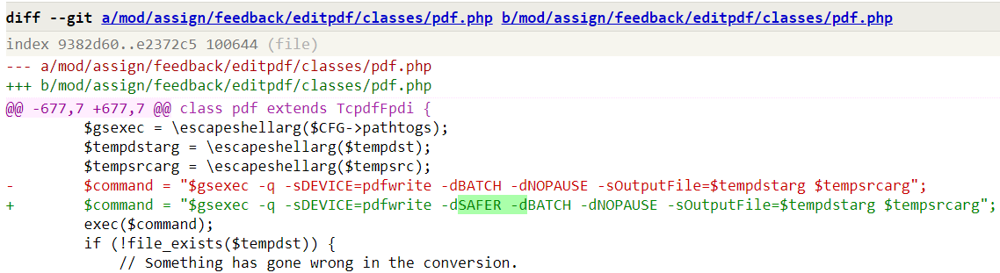 diff --git a/mod/assign/feedback/editpdf/classes/pdf.php b/mod/assign/feedback/editpdf/classes/pdf.php
index 9382d60..e2372c5 100644 (file)
--- a/mod/assign/feedback/editpdf/classes/pdf.php
+++ b/mod/assign/feedback/editpdf/classes/pdf.php
@@ -677,7 +677,7 @@ class pdf extends TcpdfFpdi {
         $gsexec = \escapeshellarg($CFG->pathtogs);
         $tempdstarg = \escapeshellarg($tempdst);
         $tempsrcarg = \escapeshellarg($tempsrc);
-        $command = "$gsexec -q -sDEVICE=pdfwrite -dBATCH -dNOPAUSE -sOutputFile=$tempdstarg $tempsrcarg";
+        $command = "$gsexec -q -sDEVICE=pdfwrite -dSAFER -dBATCH -dNOPAUSE -sOutputFile=$tempdstarg $tempsrcarg";
         exec($command);
         if (!file_exists($tempdst)) {
             // Something has gone wrong in the conversion.